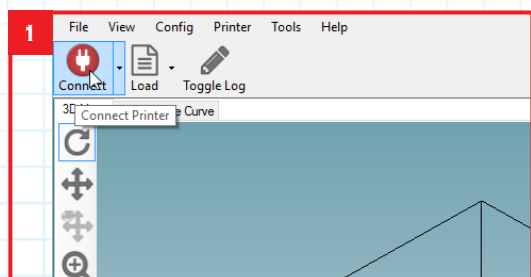 1
File View Config Printer Tools Help
Connect Load Toggle Log
3D
Connect Printer
Curve